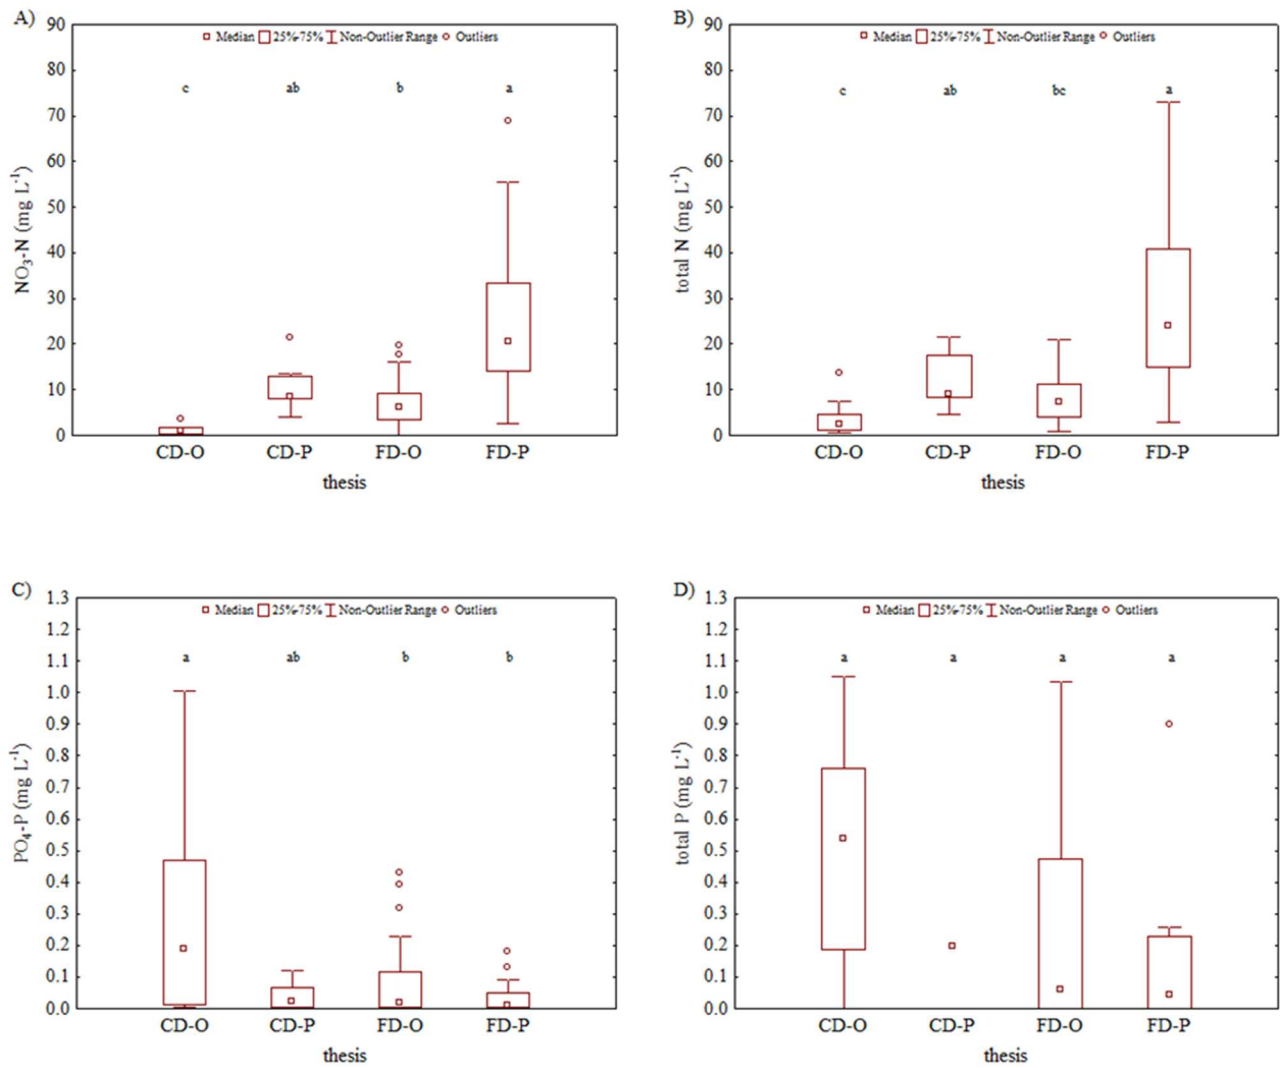 A)
NO3-N (mg L-1)
90
80
70
60
50
40
30
20
10
0
Median 25%-75% Non-Outlier Range Outliers
c ab b a
CD-O CD-P FD-O FD-P
thesis
B)
total N (mg L-1)
90
80
70
60
50
40
30
20
10
0
Median 25%-75% Non-Outlier Range Outliers
c ab bc a
CD-O CD-P FD-O FD-P
thesis
C)
PO4-P (mg L-1)
1.3
1.2
1.1
1.0
0.9
0.8
0.7
0.6
0.5
0.4
0.3
0.2
0.1
0.0
Median 25%-75% Non-Outlier Range Outliers
a ab b b
CD-O CD-P FD-O FD-P
thesis
D)
total P (mg L-1)
1.3
1.2
1.1
1.0
0.9
0.8
0.7
0.6
0.5
0.4
0.3
0.2
0.1
0.0
Median 25%-75% Non-Outlier Range Outliers
a a a a
CD-O CD-P FD-O FD-P
thesis